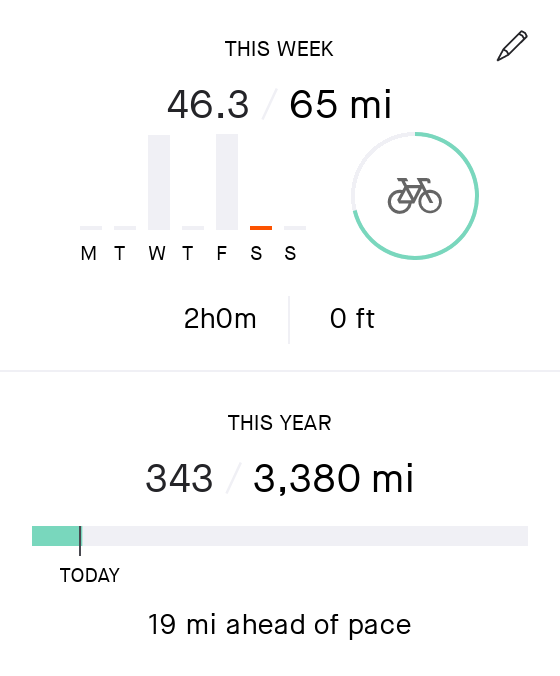 THIS WEEK
46.3 / 65 mi
M T W T F S S
2h0m 0 ft
THIS YEAR
343 / 3,380 mi
TODAY
19 mi ahead of pace